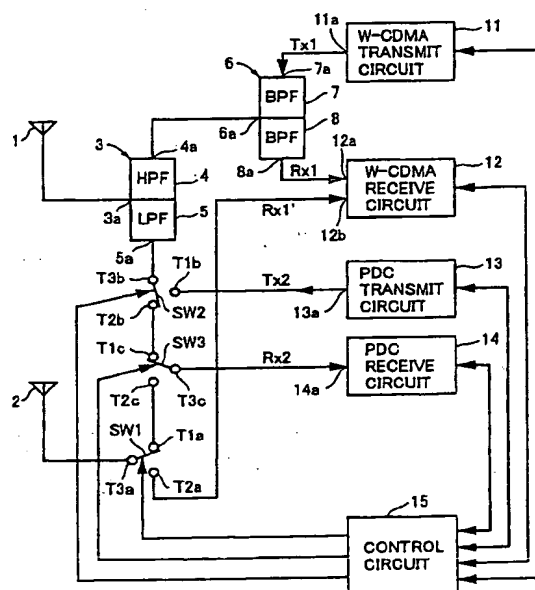 11a
11
W-CDMA
TRANSMIT
CIRCUIT
Tx1
6
7a
BPF
7
6a
BPF
8
8a
Rx1
12a
12
W-CDMA
RECEIVE
CIRCUIT
Rx1'
12b
1
3
4a
HPF
4
3a
LPF
5
5a
T3b
T1b
Tx2
13
PDC
TRANSMIT
CIRCUIT
13a
SW2
T2b
T1c
SW3
Rx2
14
PDC
RECEIVE
CIRCUIT
14a
T3c
T2c
2
SW1
T1a
T3a
T2a
15
CONTROL
CIRCUIT